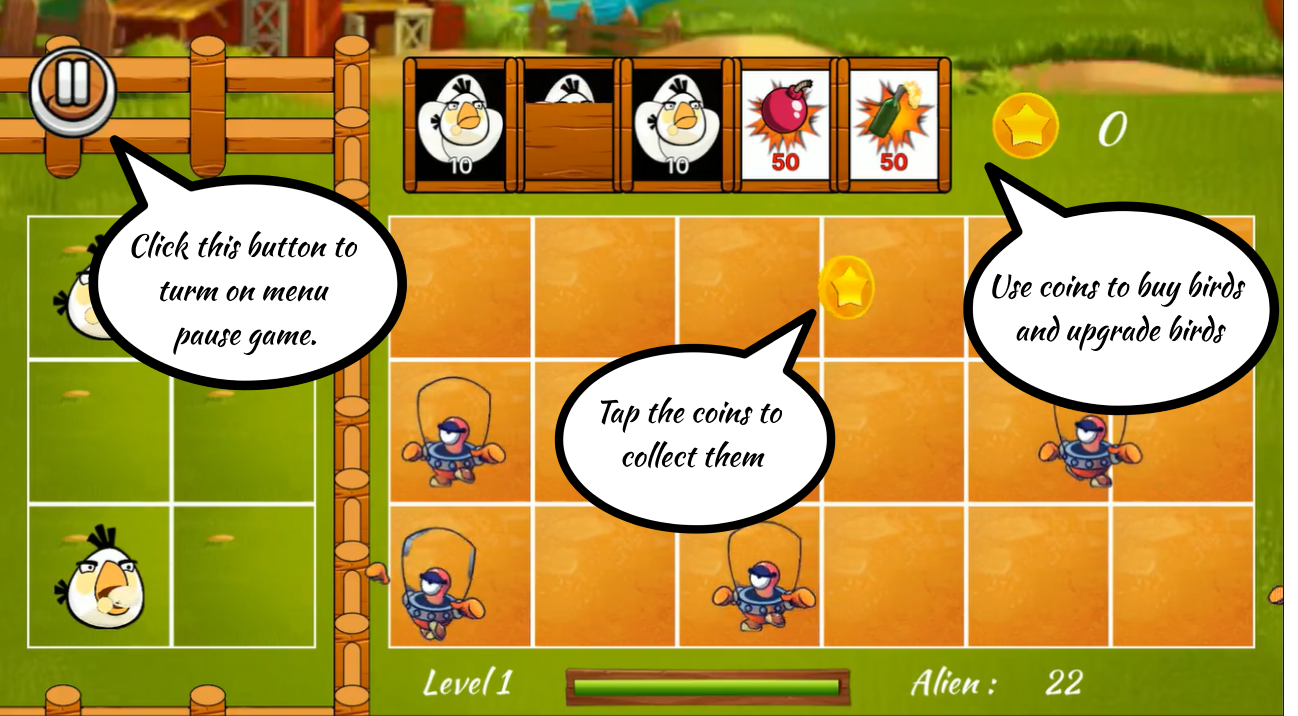 10
10
50
50
0
Click this button to
turm on menu
pause game.
Use coins to buy birds
and upgrade birds
Tap the coins to
collect them
Level 1
Alien : 22